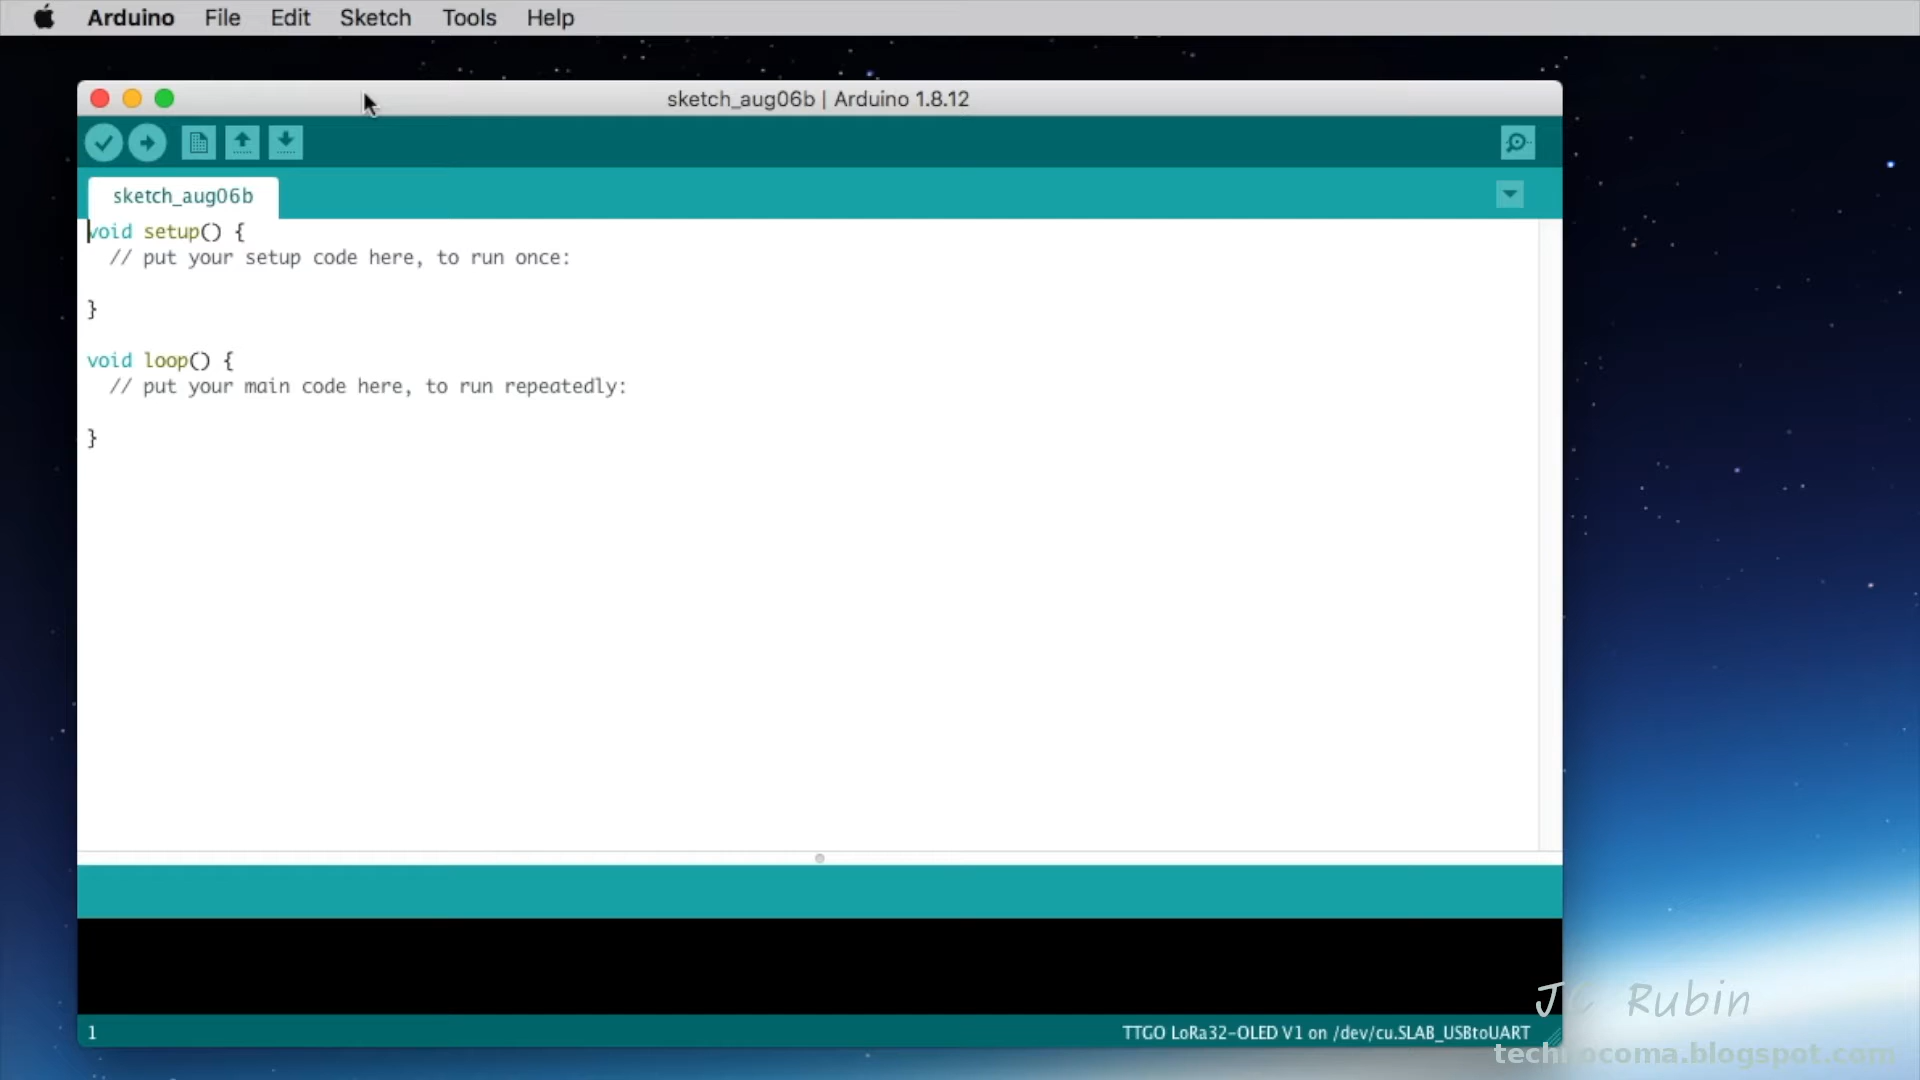 Arduino File Edit Sketch Tools Help
sketch_aug06b | Arduino 1.8.12
sketch_aug06b
void setup() {
  // put your setup code here, to run once:
}
void loop() {
  // put your main code here, to run repeatedly:
}
1
TTGO LoRa32-OLED V1 on /dev/cu.SLAB_USBtoUART
JC Rubin